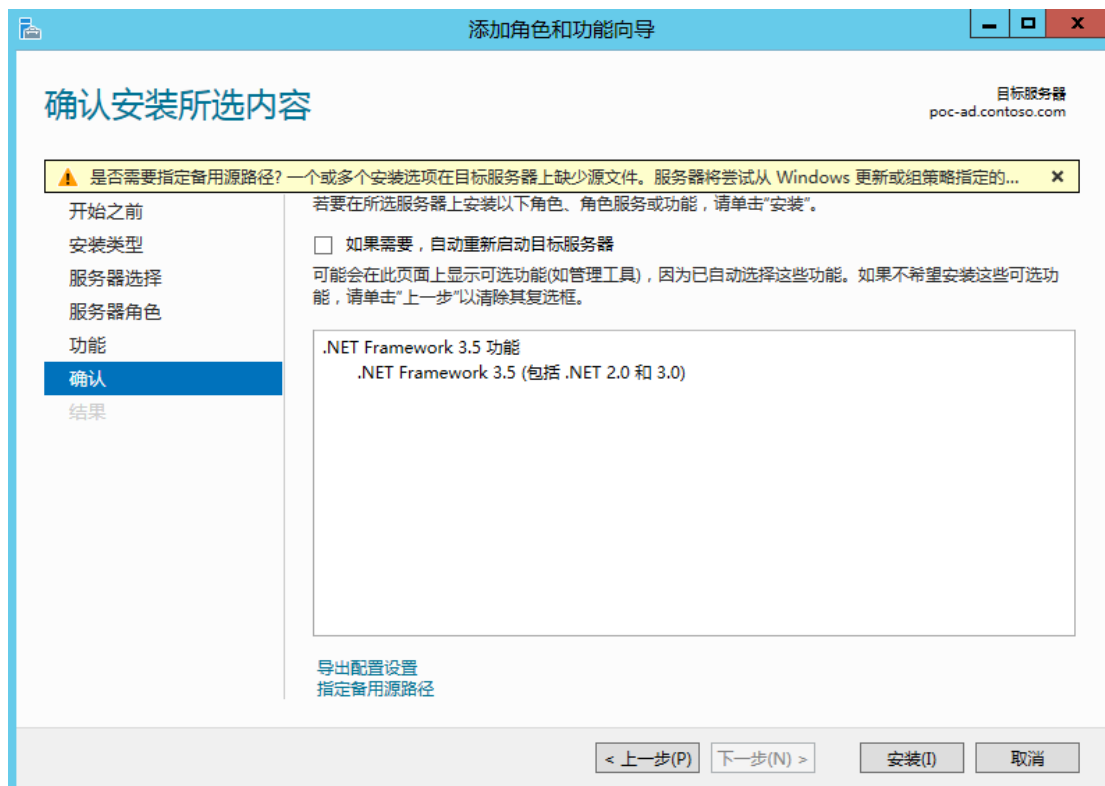 添加角色和功能向导
确认安装所选内容
目标服务器
poc-ad.contoso.com
是否需要指定备用源路径? 一个或多个安装选项在目标服务器上缺少源文件。服务器将尝试从 Windows 更新或组策略指定的...
开始之前
安装类型
服务器选择
服务器角色
功能
确认
结果
若要在所选服务器上安装以下角色、角色服务或功能，请单击"安装"。
如果需要，自动重新启动目标服务器
可能会在此页面上显示可选功能(如管理工具)，因为已自动选择这些功能。如果不希望安装这些可选功
能，请单击"上一步"以清除其复选框。
.NET Framework 3.5 功能
.NET Framework 3.5 (包括 .NET 2.0 和 3.0)
导出配置设置
指定备用源路径
< 上一步(P)
下一步(N) >
安装(I)
取消